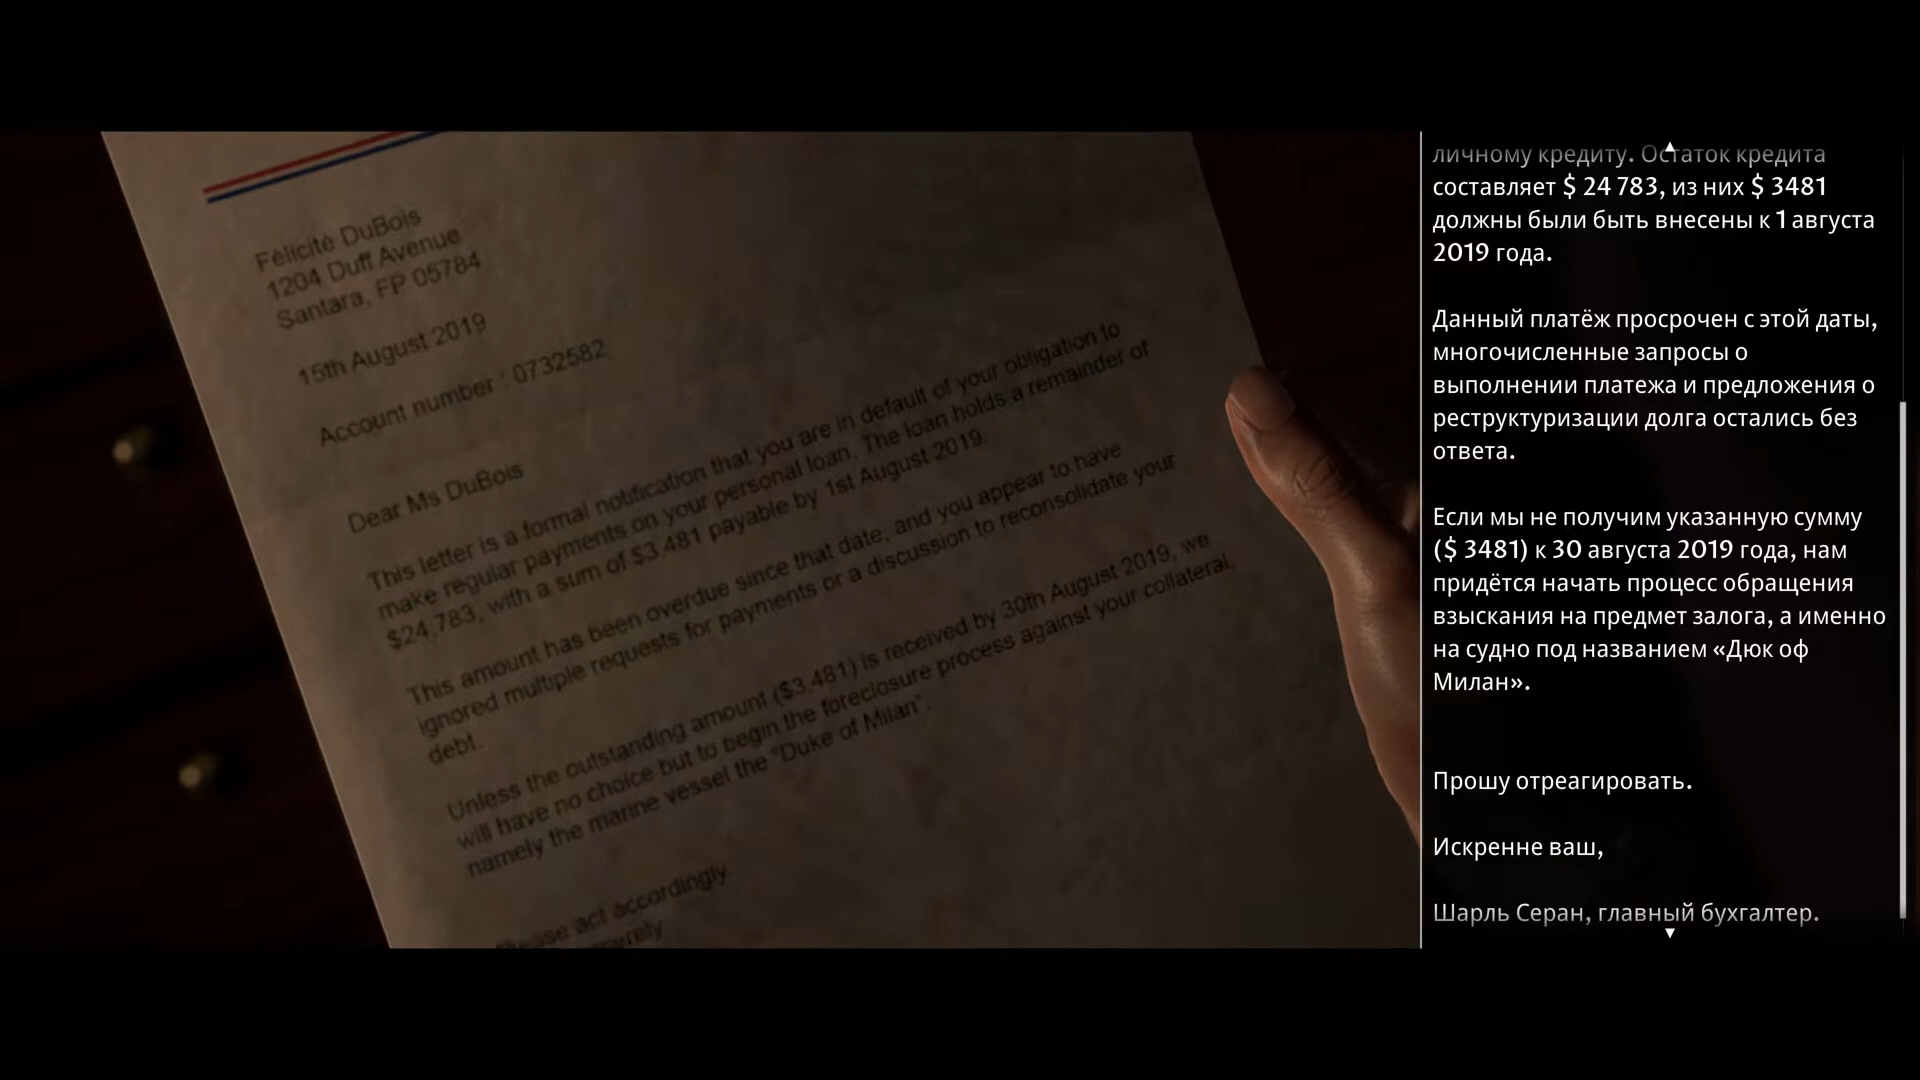 Félicité DuBois
1204 Duff Avenue
Santara, FP 05784
15th August 2019
Account number : 0732582
Dear Ms DuBois
This letter is a formal notification that you are in default of your obligation to
make regular payments on your personal loan. The loan holds a remainder of
$24,783, with a sum of $3,481 payable by 1st August 2019.
This amount has been overdue since that date, and you appear to have
ignored multiple requests for payments or a discussion to reconsolidate your
debt.
Unless the outstanding amount ($3,481) is received by 30th August 2019, we
will have no choice but to begin the foreclosure process against your collateral,
namely the marine vessel the "Duke of Milan".
Please act accordingly.
личному кредиту. Остаток кредита
составляет $ 24 783, из них $ 3481
должны были быть внесены к 1 августа
2019 года.
Данный платёж просрочен с этой даты,
многочисленные запросы о
выполнении платежа и предложения о
реструктуризации долга остались без
ответа.
Если мы не получим указанную сумму
($ 3481) к 30 августа 2019 года, нам
придётся начать процесс обращения
взыскания на предмет залога, а именно
на судно под названием «Дюк оф
Милан».
Прошу отреагировать.
Искренне ваш,
Шарль Серан, главный бухгалтер.